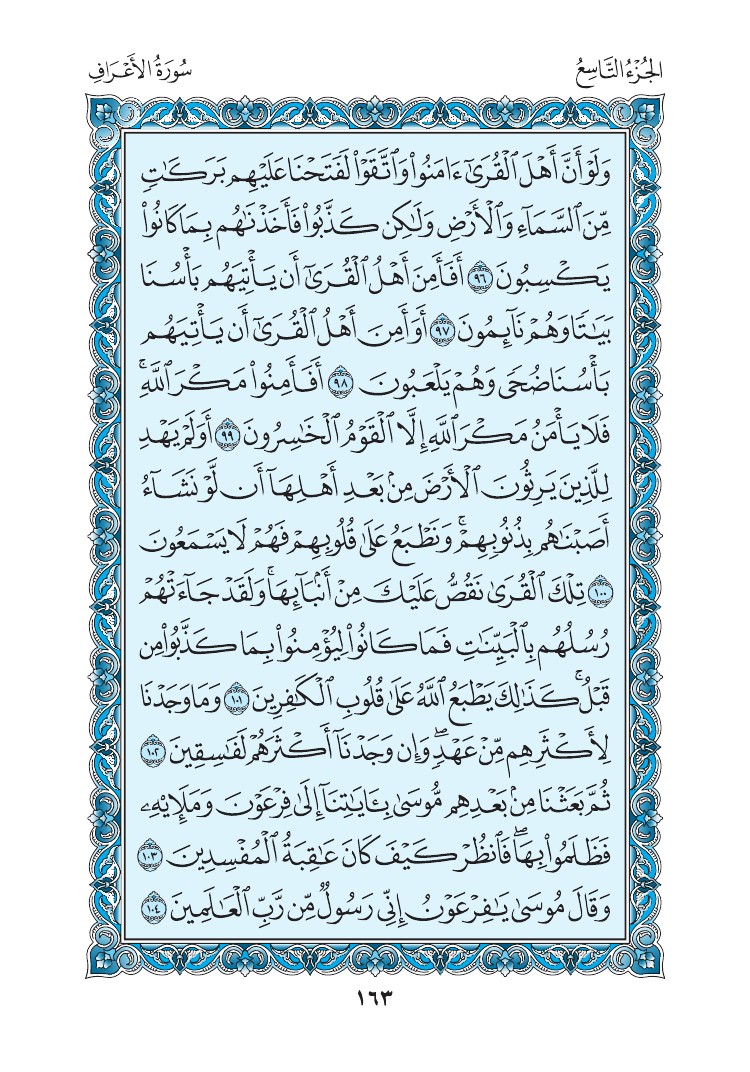 الجُزْءُ التَّاسِعُ
سُورَةُ الأَعْرَافِ
وَلَوْ أَنَّ أَهْلَ ٱلْقُرَىٰٓ ءَامَنُوا۟ وَٱتَّقَوْا۟ لَفَتَحْنَا عَلَيْهِم بَرَكَٰتٍ
مِّنَ ٱلسَّمَآءِ وَٱلْأَرْضِ وَلَٰكِن كَذَّبُوا۟ فَأَخَذْنَٰهُم بِمَا كَانُوا۟
يَكْسِبُونَ ٩٦ أَفَأَمِنَ أَهْلُ ٱلْقُرَىٰٓ أَن يَأْتِيَهُم بَأْسُنَا
بَيَٰتًا وَهُمْ نَآئِمُونَ ٩٧ أَوَأَمِنَ أَهْلُ ٱلْقُرَىٰٓ أَن يَأْتِيَهُم
بَأْسُنَا ضُحًى وَهُمْ يَلْعَبُونَ ٩٨ أَفَأَمِنُوا۟ مَكْرَ ٱللَّهِ ۚ
فَلَا يَأْمَنُ مَكْرَ ٱللَّهِ إِلَّا ٱلْقَوْمُ ٱلْخَٰسِرُونَ ٩٩ أَوَلَمْ يَهْدِ
لِلَّذِينَ يَرِثُونَ ٱلْأَرْضَ مِنۢ بَعْدِ أَهْلِهَآ أَن لَّوْ نَشَآءُ
أَصَبْنَٰهُم بِذُنُوبِهِمْ ۚ وَنَطْبَعُ عَلَىٰ قُلُوبِهِمْ فَهُمْ لَا يَسْمَعُونَ
١٠٠ تِلْكَ ٱلْقُرَىٰ نَقُصُّ عَلَيْكَ مِنْ أَنۢبَآئِهَا ۚ وَلَقَدْ جَآءَتْهُمْ
رُسُلُهُم بِٱلْبَيِّنَٰتِ فَمَا كَانُوا۟ لِيُؤْمِنُوا۟ بِمَا كَذَّبُوا۟ مِن
قَبْلُ ۚ كَذَٰلِكَ يَطْبَعُ ٱللَّهُ عَلَىٰ قُلُوبِ ٱلْكَٰفِرِينَ ١٠١ وَمَا وَجَدْنَا
لِأَكْثَرِهِم مِّنْ عَهْدٍ ۖ وَإِن وَجَدْنَآ أَكْثَرَهُمْ لَفَٰسِقِينَ ١٠٢
ثُمَّ بَعَثْنَا مِنۢ بَعْدِهِم مُّوسَىٰ بِـَٔايَٰتِنَآ إِلَىٰ فِرْعَوْنَ وَمَلَإِي۟هِۦ
فَظَلَمُوا۟ بِهَا ۖ فَٱنظُرْ كَيْفَ كَانَ عَٰقِبَةُ ٱلْمُفْسِدِينَ ١٠٣
وَقَالَ مُوسَىٰ يَٰفِرْعَوْنُ إِنِّى رَسُولٌ مِّن رَّبِّ ٱلْعَٰلَمِينَ ١٠٤
١٦٣